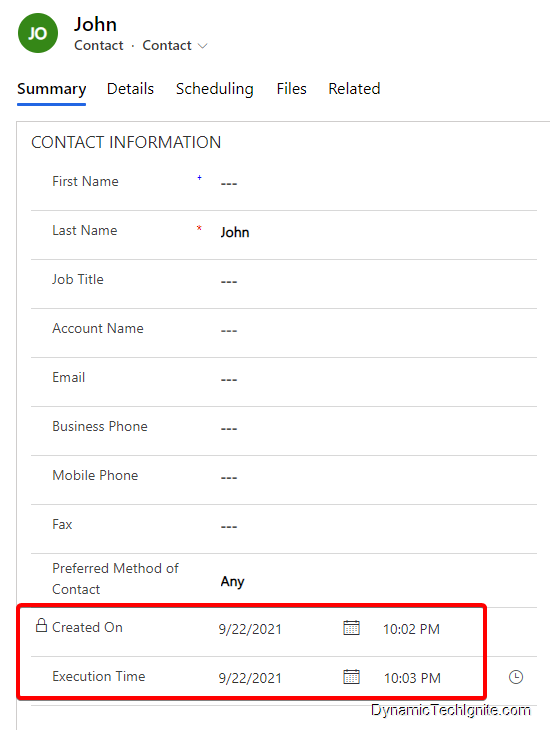 JO
John
Contact · Contact
Summary Details Scheduling Files Related
CONTACT INFORMATION
First Name + ---
Last Name * John
Job Title ---
Account Name ---
Email ---
Business Phone ---
Mobile Phone ---
Fax ---
Preferred Method of
Contact
Any
Created On 9/22/2021 10:02 PM
Execution Time 9/22/2021 10:03 PM
DynamicTechIgnite.com